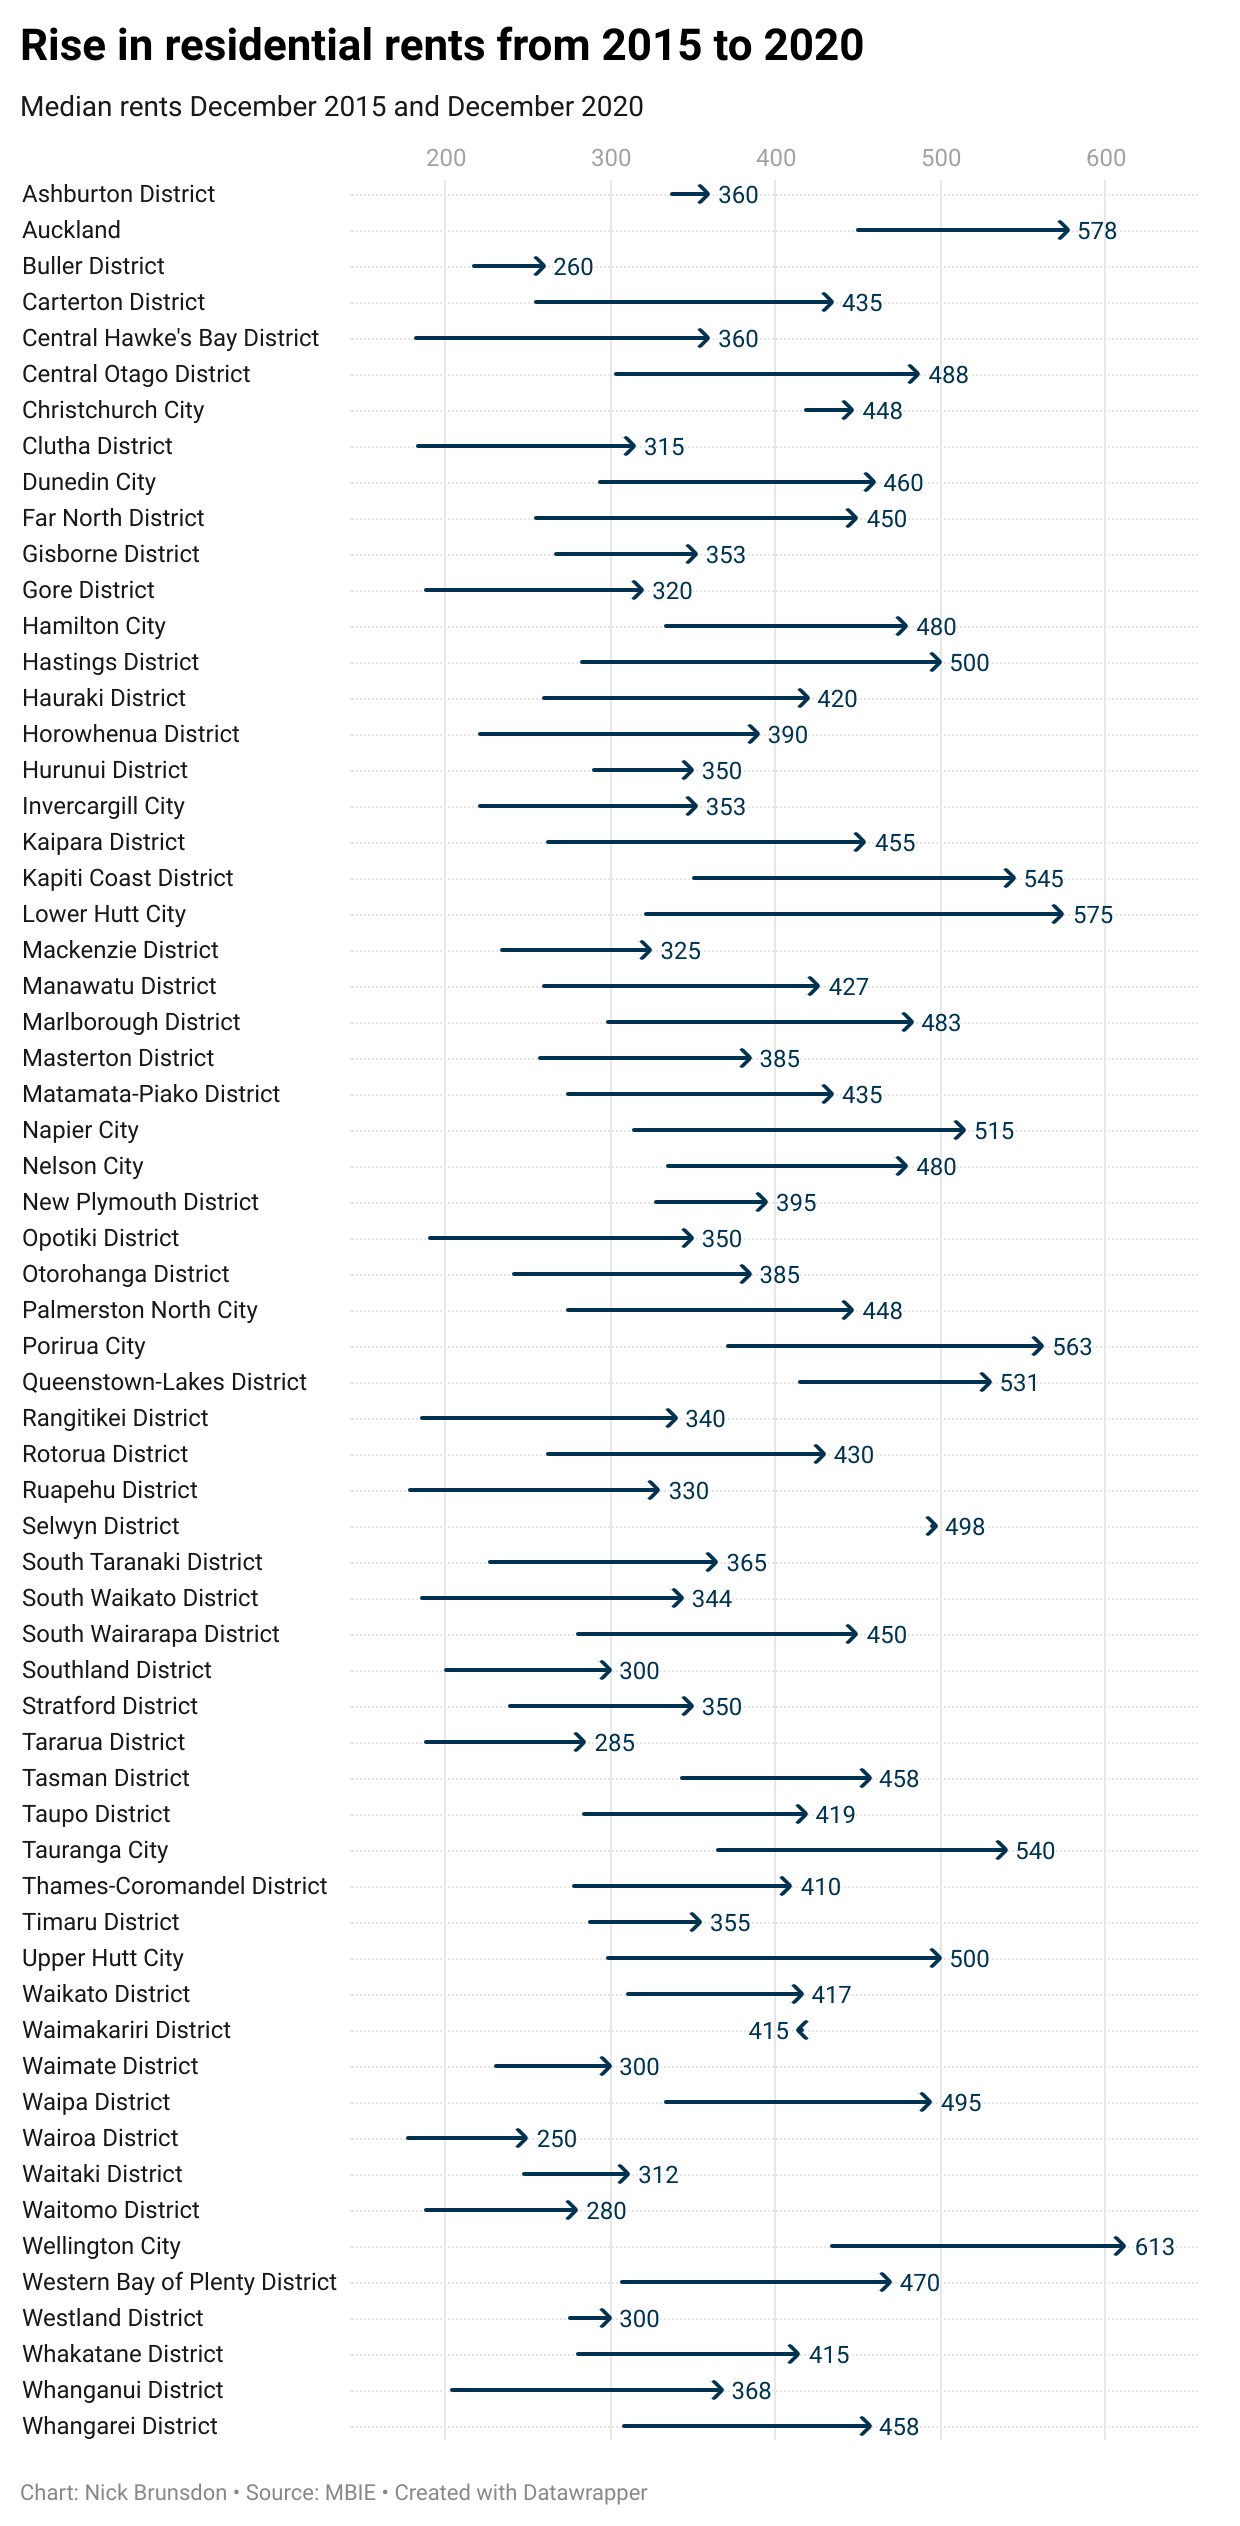 Rise in residential rents from 2015 to 2020
Median rents December 2015 and December 2020
200 300 400 500 600
Ashburton District 360
Auckland 578
Buller District 260
Carterton District 435
Central Hawke's Bay District 360
Central Otago District 488
Christchurch City 448
Clutha District 315
Dunedin City 460
Far North District 450
Gisborne District 353
Gore District 320
Hamilton City 480
Hastings District 500
Hauraki District 420
Horowhenua District 390
Hurunui District 350
Invercargill City 353
Kaipara District 455
Kapiti Coast District 545
Lower Hutt City 575
Mackenzie District 325
Manawatu District 427
Marlborough District 483
Masterton District 385
Matamata-Piako District 435
Napier City 515
Nelson City 480
New Plymouth District 395
Opotiki District 350
Otorohanga District 385
Palmerston North City 448
Porirua City 563
Queenstown-Lakes District 531
Rangitikei District 340
Rotorua District 430
Ruapehu District 330
Selwyn District 498
South Taranaki District 365
South Waikato District 344
South Wairarapa District 450
Southland District 300
Stratford District 350
Tararua District 285
Tasman District 458
Taupo District 419
Tauranga City 540
Thames-Coromandel District 410
Timaru District 355
Upper Hutt City 500
Waikato District 417
Waimakariri District 415
Waimate District 300
Waipa District 495
Wairoa District 250
Waitaki District 312
Waitomo District 280
Wellington City 613
Western Bay of Plenty District 470
Westland District 300
Whakatane District 415
Whanganui District 368
Whangarei District 458
Chart: Nick Brunsdon • Source: MBIE • Created with Datawrapper